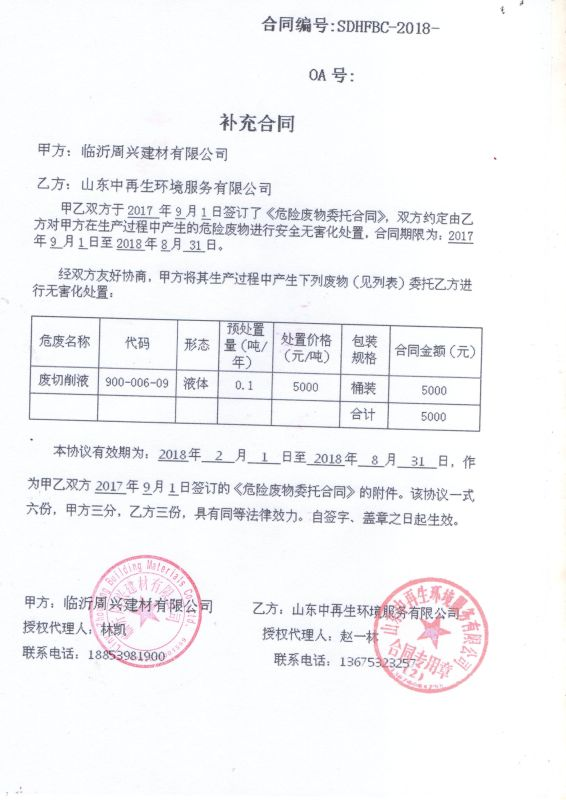 合同编号:SDHFBC-2018-
OA 号:
补充合同
甲方：临沂周兴建材有限公司
乙方：山东中再生环境服务有限公司
甲乙双方于 2017 年 9 月 1 日签订了《危险废物委托合同》，双方约定由乙
方对甲方在生产过程中产生的危险废物进行安全无害化处置，合同期限为：2017
年 9 月 1 日至 2018 年 8 月 31 日。
经双方友好协商，甲方将其生产过程中产生下列废物（见列表）委托乙方进
行无害化处置：
危废名称 代码 形态 预处置量（吨/年） 处置价格（元/吨） 包装规格 合同金额（元）
废切削液 900-006-09 液体 0.1 5000 桶装 5000
合计 5000
本协议有效期为：2018 年 2 月 1 日至 2018 年 8 月 31 日，作
为甲乙双方 2017 年 9 月 1 日签订的《危险废物委托合同》的附件。该协议一式
六份，甲方三分，乙方三份，具有同等法律效力。自签字、盖章之日起生效。
甲方：临沂周兴建材有限公司
授权代理人：林凯
联系电话：18853981900
乙方：山东中再生环境服务有限公司
授权代理人：赵一林
联系电话：13675323257
Building Materials Co.,Ltd
山东中再生环境服务有限公司
合同专用章
(2)